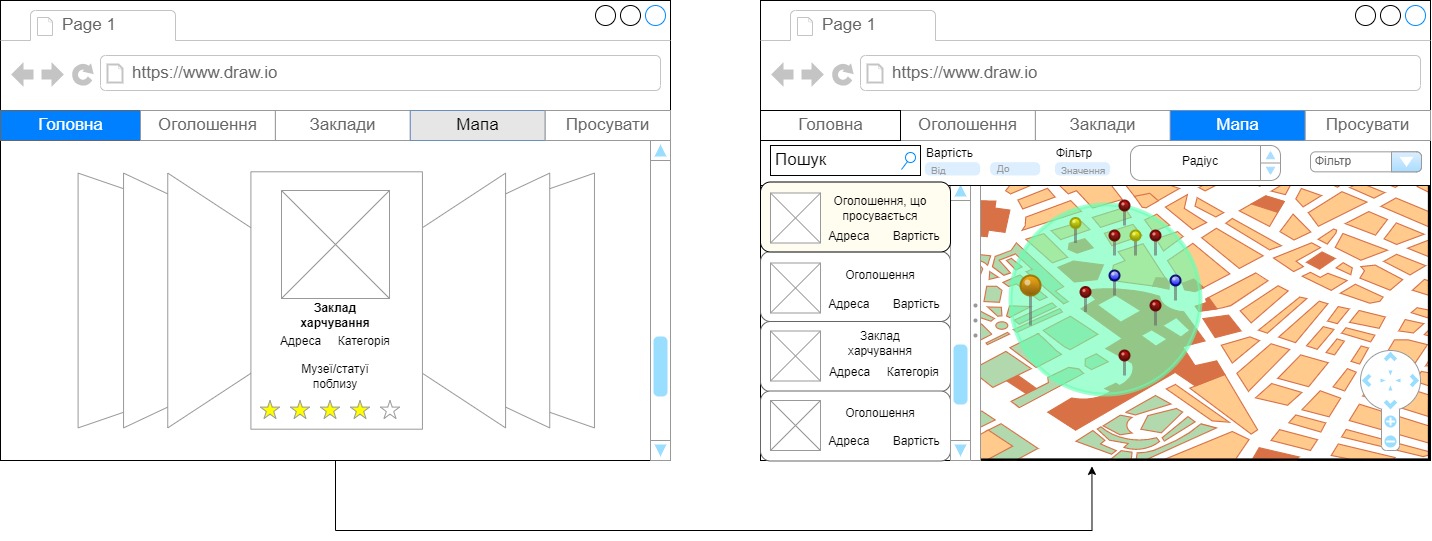 Page 1
https://www.draw.io
Головна
Оголошення
Заклади
Мапа
Просувати
Заклад
харчування
Адреса Категорія
Музеї/статуї
поблизу
Page 1
https://www.draw.io
Головна
Оголошення
Заклади
Мапа
Просувати
Пошук
Вартість
Від
До
Фільтр
Значення
Радіус
Фільтр
Оголошення, що
просувається
Адреса Вартість
Оголошення
Адреса Вартість
Заклад
харчування
Адреса Категорія
Оголошення
Адреса Вартість